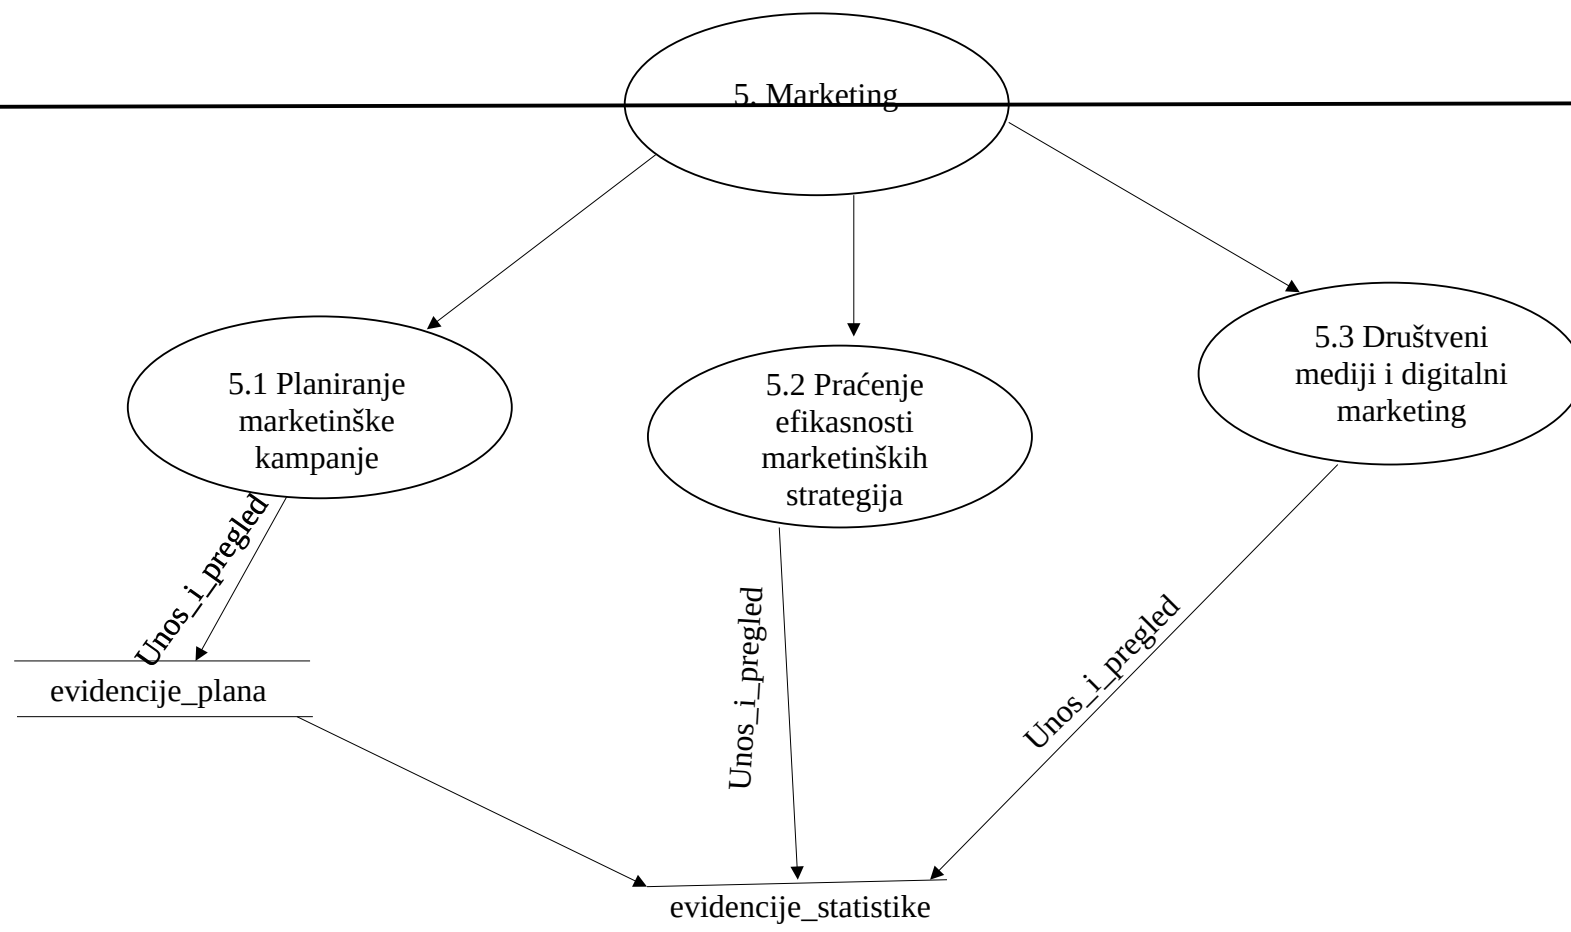 5. Marketing
5.3 Društveni
mediji i digitalni
marketing
5.1 Planiranje
marketinške
kampanje
5.2 Praćenje
efikasnosti
marketinških
strategija
Unos_i_pregled
Unos_i_pregled
Unos_i_pregled
evidencije_plana
evidencije_statistike